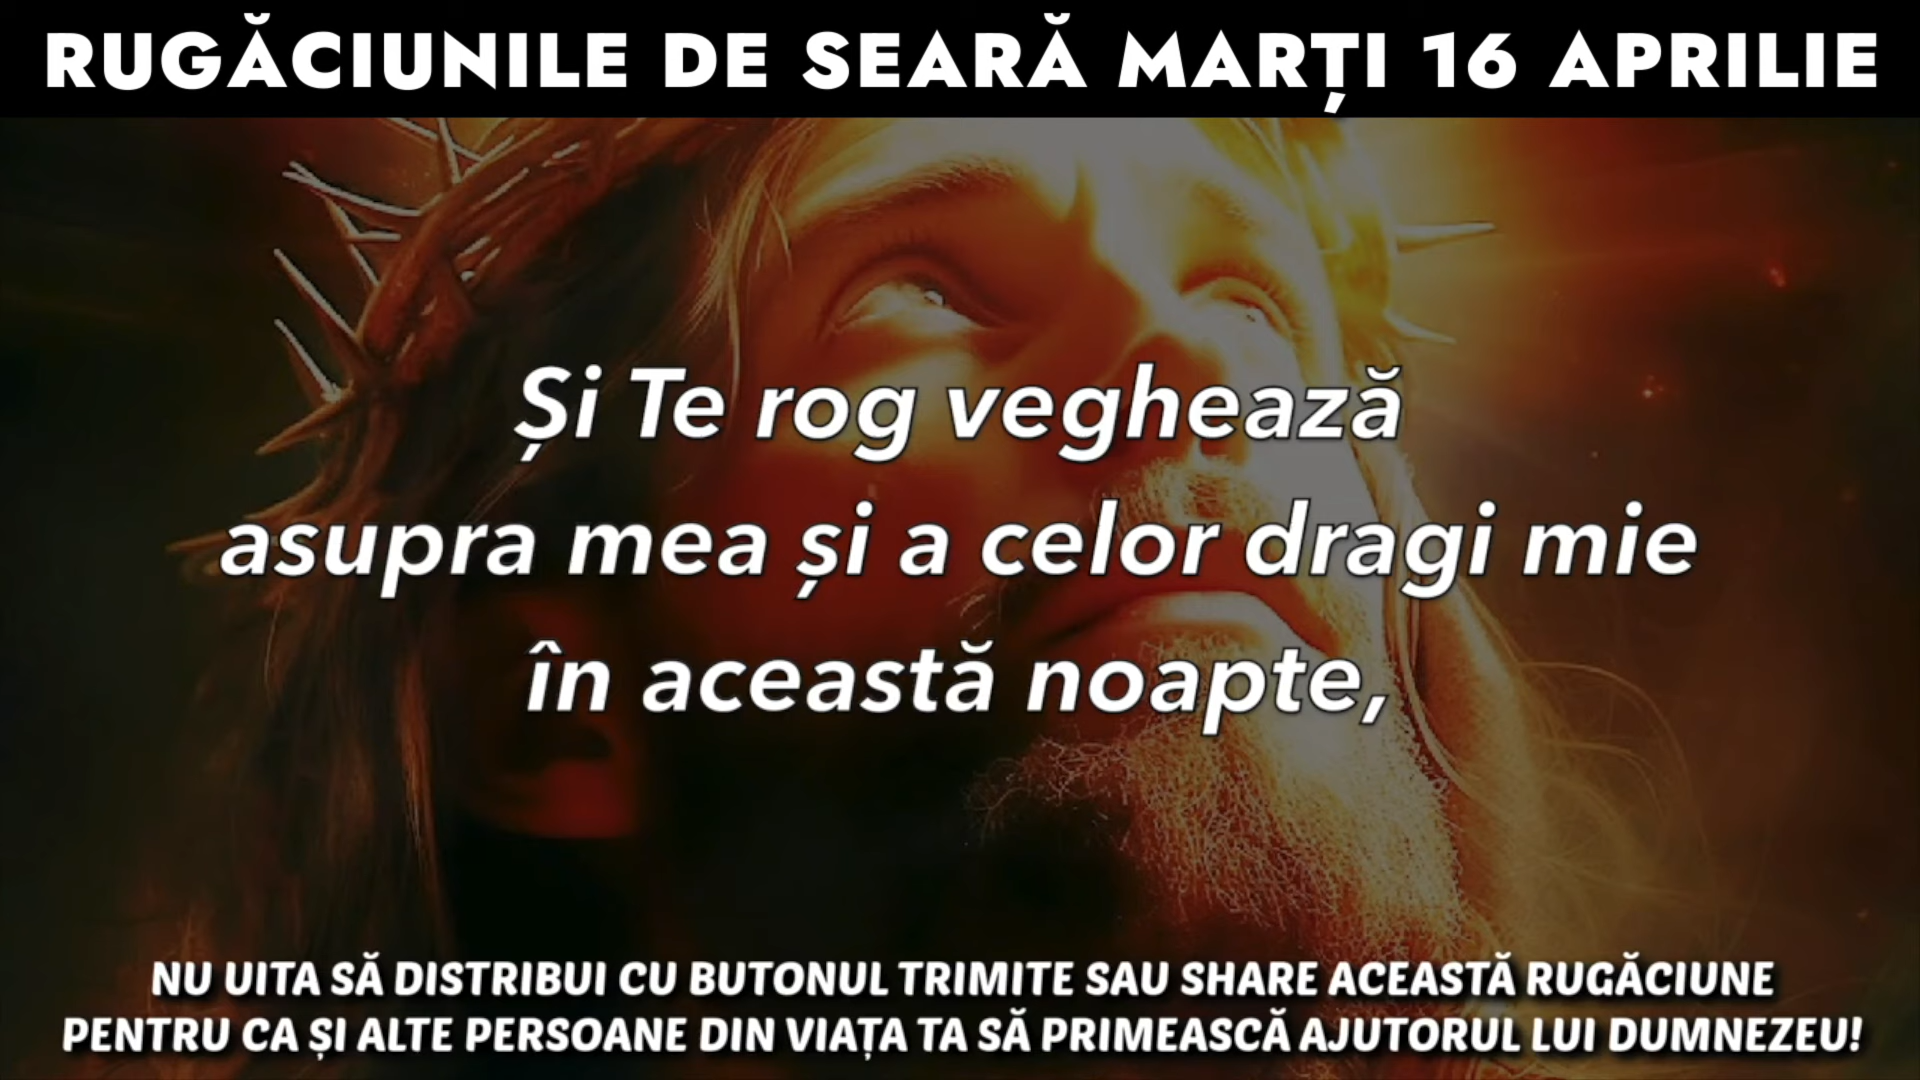 RUGĂCIUNILE DE SEARĂ MARȚI 16 APRILIE
Și Te rog veghează
asupra mea și a celor dragi mie
în această noapte,
NU UITA SĂ DISTRIBUI CU BUTONUL TRIMITE SAU SHARE ACEASTĂ RUGĂCIUNE
PENTRU CA ȘI ALTE PERSOANE DIN VIAȚA TA SĂ PRIMEASCĂ AJUTORUL LUI DUMNEZEU!